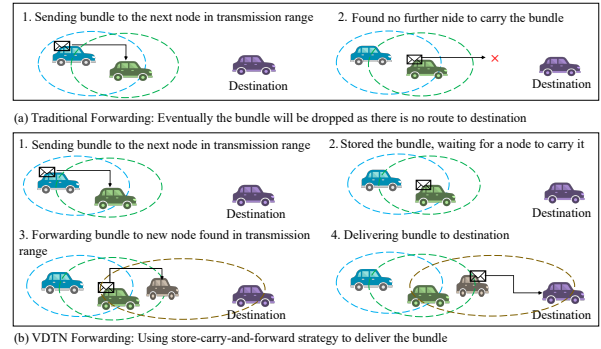 1. Sending bundle to the next node in transmission range
2. Found no further nide to carry the bundle
Destination
Destination
(a) Traditional Forwarding: Eventually the bundle will be dropped as there is no route to destination
1. Sending bundle to the next node in transmission range
2. Stored the bundle, waiting for a node to carry it
Destination
Destination
3. Forwarding bundle to new node found in transmission
range
4. Delivering bundle to destination
Destination
Destination
(b) VDTN Forwarding: Using store-carry-and-forward strategy to deliver the bundle